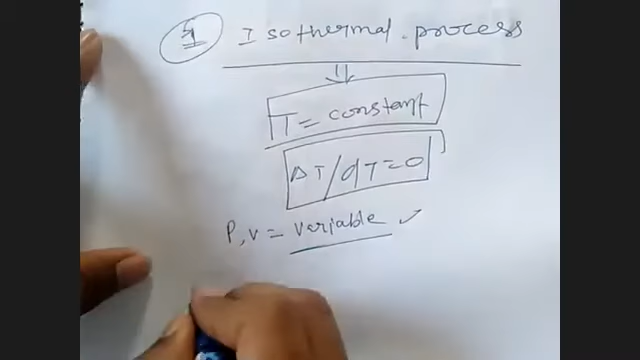 1 Isothermal process
T = constant
ΔT/dT=0
P,V = variable ✓